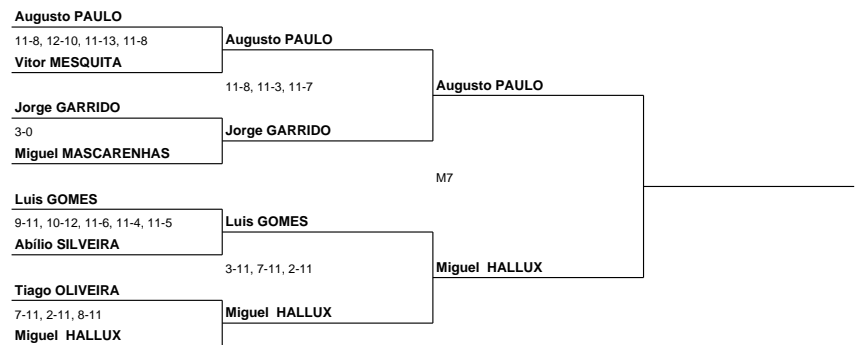 Augusto PAULO
11-8, 12-10, 11-13, 11-8
Vitor MESQUITA
Augusto PAULO
11-8, 11-3, 11-7
Jorge GARRIDO
3-0
Miguel MASCARENHAS
Jorge GARRIDO
Augusto PAULO
M7
Luis GOMES
9-11, 10-12, 11-6, 11-4, 11-5
Abílio SILVEIRA
Luis GOMES
3-11, 7-11, 2-11
Tiago OLIVEIRA
7-11, 2-11, 8-11
Miguel HALLUX
Miguel HALLUX
Miguel HALLUX